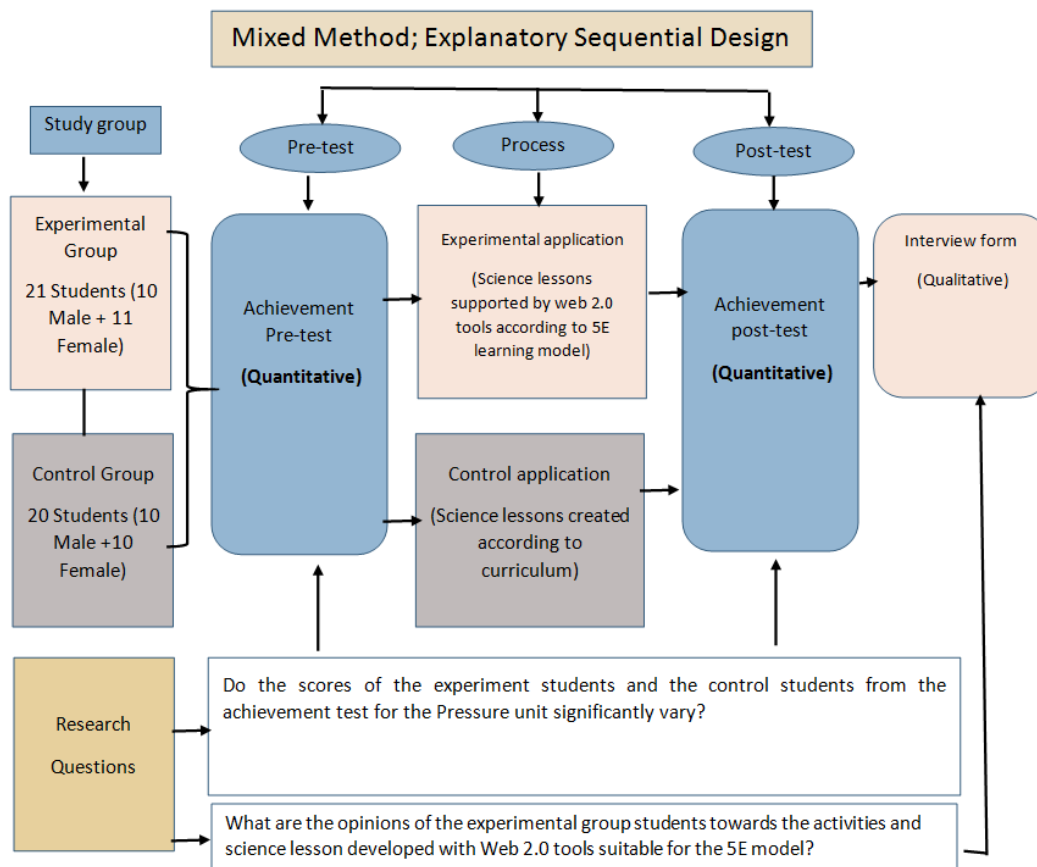 Mixed Method; Explanatory Sequential Design
Study group
Pre-test
Process
Post-test
Experimental
Group
21 Students (10
Male + 11
Female)
Control Group
20 Students (10
Male +10
Female)
Achievement
Pre-test
(Quantitative)
Experimental application
(Science lessons
supported by web 2.0
tools according to 5E
learning model)
Control application
(Science lessons created
according to
curriculum)
Achievement
post-test
(Quantitative)
Interview form
(Qualitative)
Research
Questions
Do the scores of the experiment students and the control students from the
achievement test for the Pressure unit significantly vary?
What are the opinions of the experimental group students towards the activities and
science lesson developed with Web 2.0 tools suitable for the 5E model?